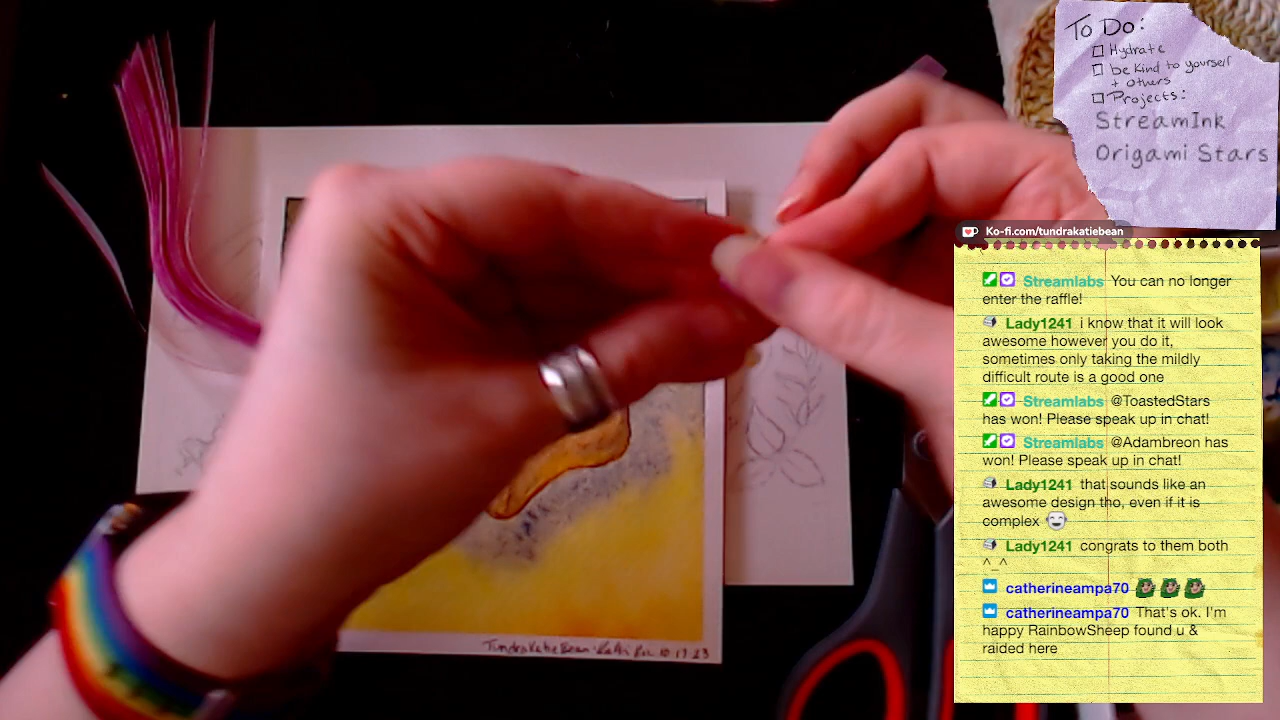 To Do:
Hydrate
be Kind to yourself
+ others
Projects:
StreamInk
Origami Stars
Ko-fi.com/tundrakatiebean
Streamlabs You can no longer
enter the raffle!
Lady1241 i know that it will look
awesome however you do it,
sometimes only taking the mildly
difficult route is a good one
Streamlabs @ToastedStars
has won! Please speak up in chat!
Streamlabs @Adambreon has
won! Please speak up in chat!
Lady1241 that sounds like an
awesome design tho, even if it is
complex
Lady1241 congrats to them both
^_^
catherineampa70
catherineampa70 That's ok. I'm
happy RainbowSheep found u &
raided here
TundraKatieBean